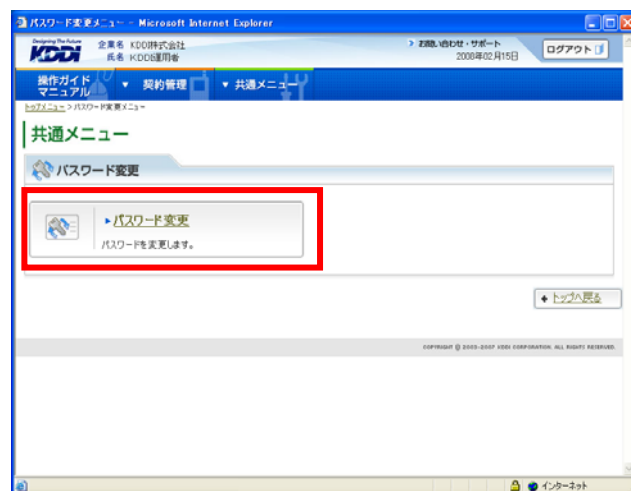 パスワード変更メニュー - Microsoft Internet Explorer
Designing The Future
KDDI
企業名 KDDI株式会社
氏名 KDDI運用者
> お問い合わせ・サポート
2008年02月15日
ログアウト
操作ガイド
マニュアル
▼ 契約管理
▼ 共通メニュー
トップメニュー > パスワード変更メニュー
共通メニュー
パスワード変更
パスワード変更
パスワードを変更します。
トップへ戻る
COPYRIGHT © 2003-2007 KDDI CORPORATION. ALL RIGHTS RESERVED.
インターネット